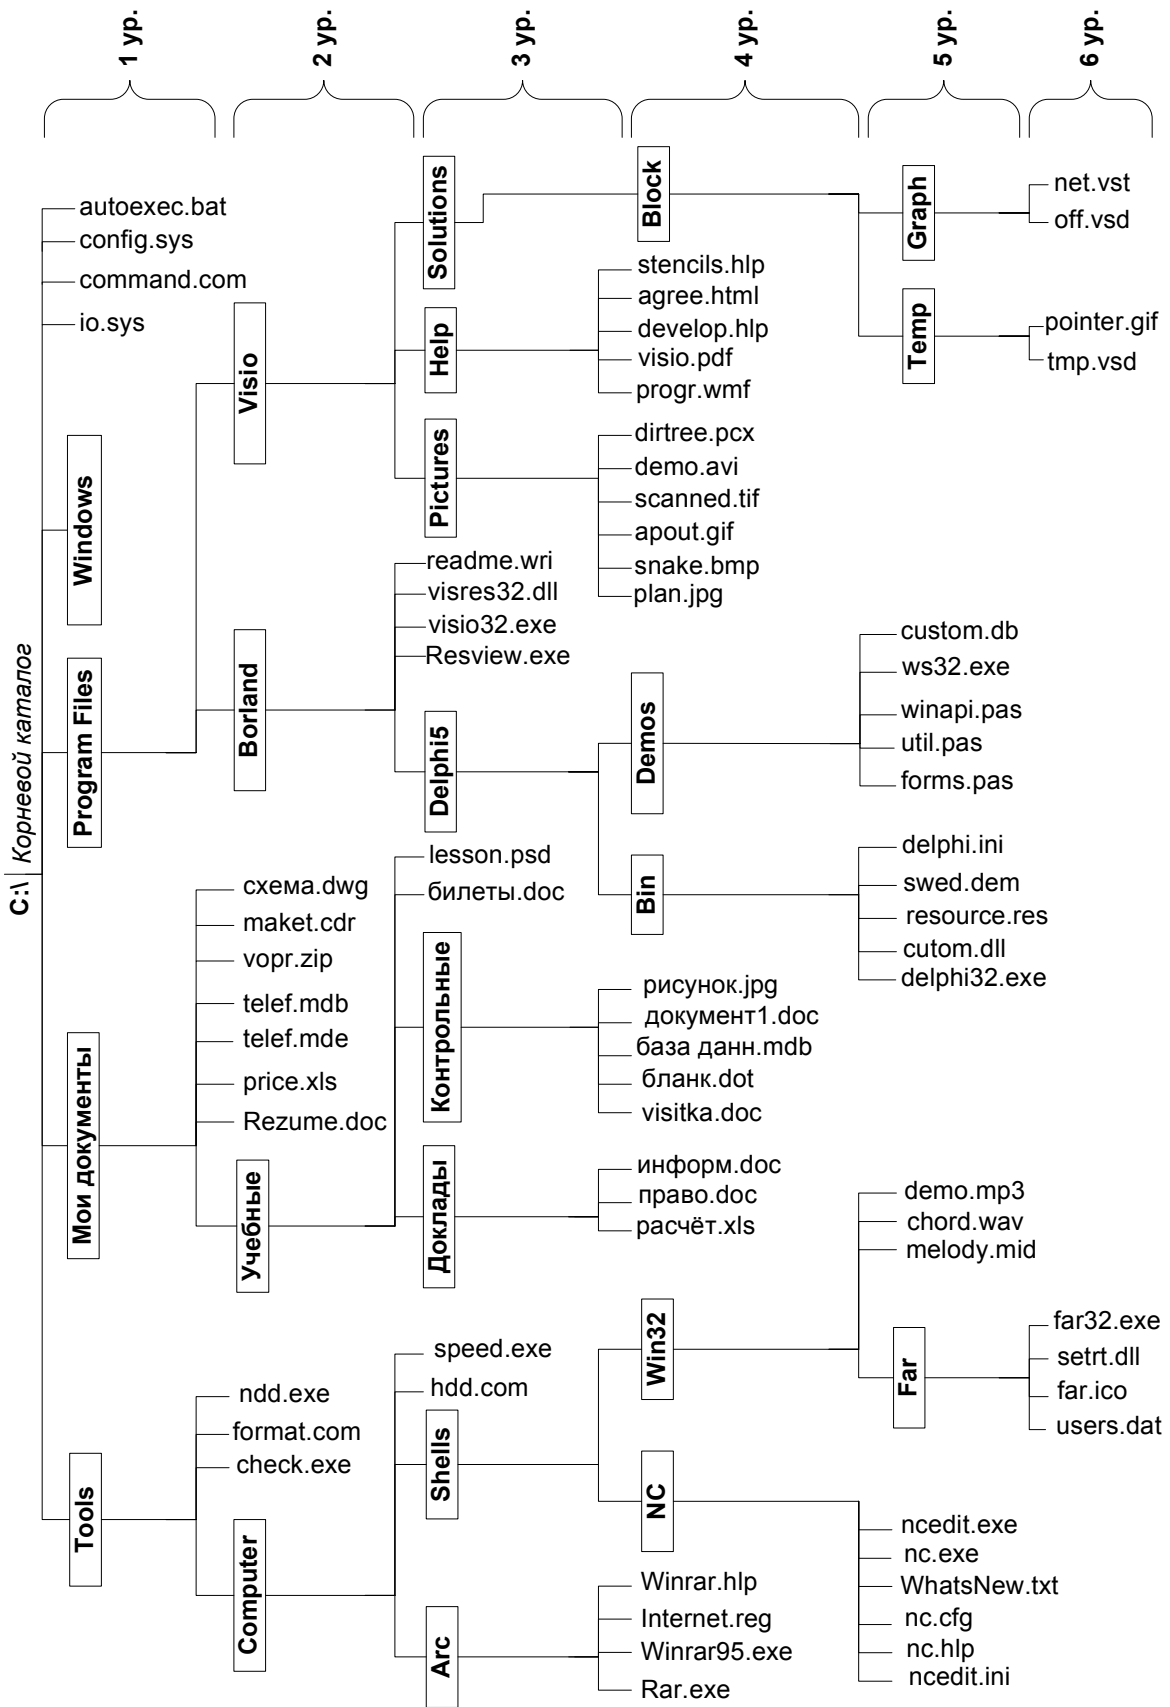 C:\ Корневой каталог
1 ур.
2 ур.
3 ур.
4 ур.
5 ур.
6 ур.
Tools
Мои документы
Program Files
Windows
autoexec.bat
config.sys
command.com
io.sys
Computer
ndd.exe
format.com
check.exe
Учебные
схема.dwg
maket.cdr
vopr.zip
telef.mdb
telef.mde
price.xls
Rezume.doc
Borland
Visio
Arc
Shells
speed.exe
hdd.com
Доклады
Контрольные
lesson.psd
билеты.doc
Delphi5
readme.wri
visres32.dll
visio32.exe
Resview.exe
Pictures
Help
Solutions
Winrar.hlp
Internet.reg
Winrar95.exe
Rar.exe
NC
Win32
информ.doc
право.doc
расчёт.xls
рисунок.jpg
документ1.doc
база данн.mdb
бланк.dot
visitka.doc
Bin
Demos
dirtree.pcx
demo.avi
scanned.tif
apout.gif
snake.bmp
plan.jpg
stencils.hlp
agree.html
develop.hlp
visio.pdf
progr.wmf
Block
ncedit.exe
nc.exe
WhatsNew.txt
nc.cfg
nc.hlp
ncedit.ini
Far
demo.mp3
chord.wav
melody.mid
delphi.ini
swed.dem
resource.res
cutom.dll
delphi32.exe
custom.db
ws32.exe
winapi.pas
util.pas
forms.pas
Temp
Graph
far32.exe
setrt.dll
far.ico
users.dat
pointer.gif
tmp.vsd
net.vst
off.vsd